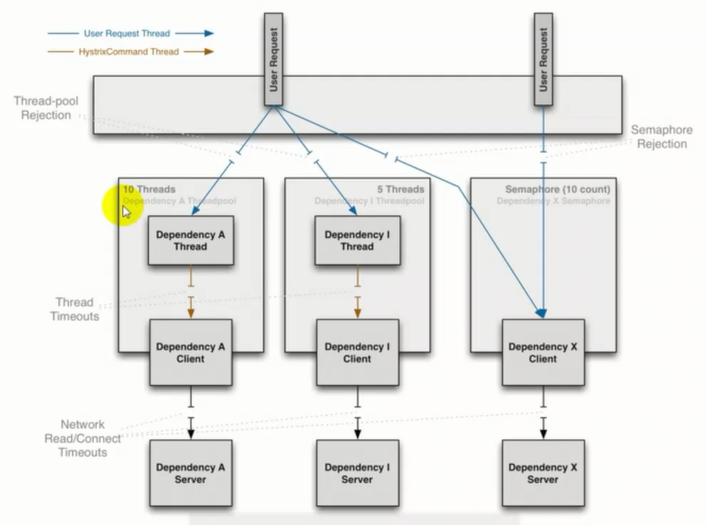 User Request Thread
HystrixCommand Thread
User Request
User Request
Thread-pool
Rejection
Semaphore
Rejection
10 Threads
Dependency A Threadpool
5 Threads
Dependency I Threadpool
Semaphore (10 count)
Dependency X Semaphore
Dependency A
Thread
Dependency I
Thread
Thread
Timeouts
Dependency A
Client
Dependency I
Client
Dependency X
Client
Network
Read/Connect
Timeouts
Dependency A
Server
Dependency I
Server
Dependency X
Server